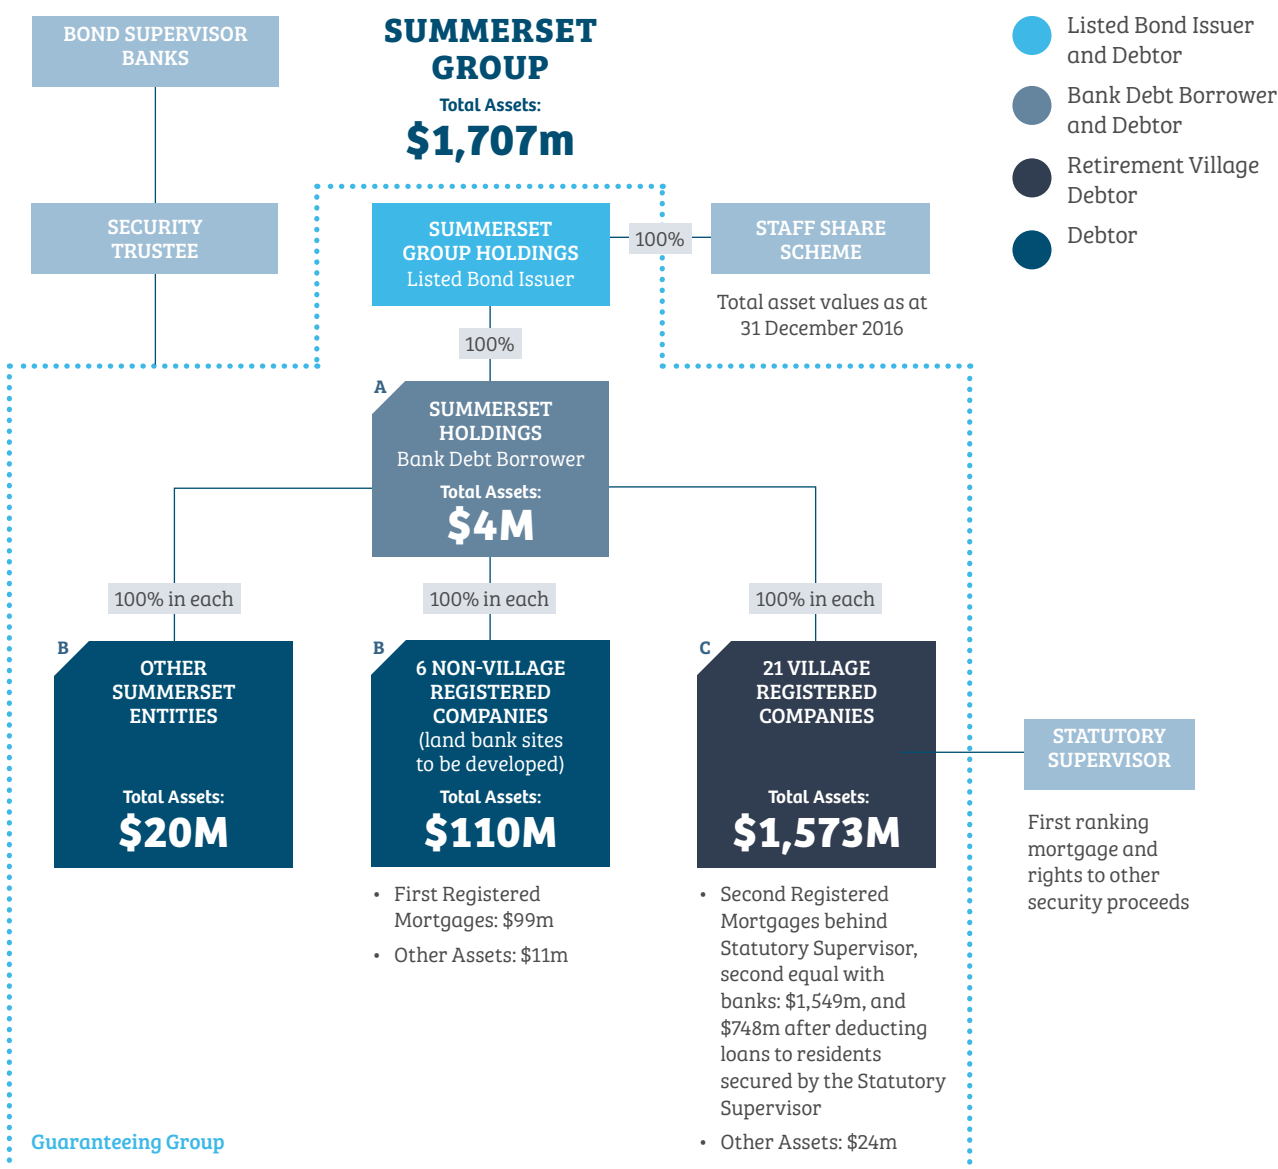 BOND SUPERVISOR
BANKS
SUMMERSET
GROUP
Total Assets:
$1,707m
Listed Bond Issuer
and Debtor
Bank Debt Borrower
and Debtor
Retirement Village
Debtor
Debtor
SECURITY
TRUSTEE
SUMMERSET
GROUP HOLDINGS
Listed Bond Issuer
100%
STAFF SHARE
SCHEME
Total asset values as at
31 December 2016
100%
A
SUMMERSET
HOLDINGS
Bank Debt Borrower
Total Assets:
$4M
100% in each
100% in each
100% in each
B
OTHER
SUMMERSET
ENTITIES
Total Assets:
$20M
B
6 NON-VILLAGE
REGISTERED
COMPANIES
(land bank sites
to be developed)
Total Assets:
$110M
• First Registered
Mortgages: $99m
• Other Assets: $11m
C
21 VILLAGE
REGISTERED
COMPANIES
Total Assets:
$1,573M
• Second Registered
Mortgages behind
Statutory Supervisor,
second equal with
banks: $1,549m, and
$748m after deducting
loans to residents
secured by the Statutory
Supervisor
• Other Assets: $24m
STATUTORY
SUPERVISOR
First ranking
mortgage and
rights to other
security proceeds
Guaranteeing Group